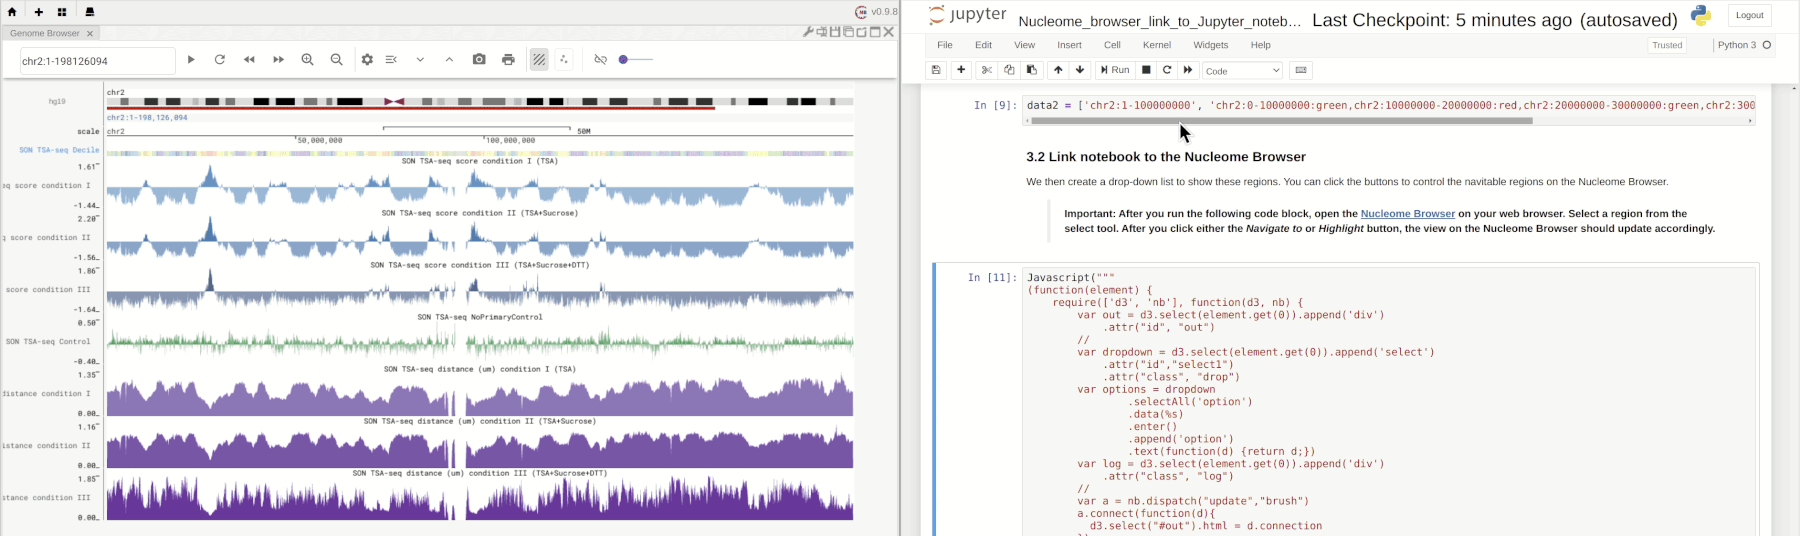 v0.9.8
Genome Browser
chr2:1-198126094
hg19
chr2
chr2:1-198,126,094
scale
chr2
50M
50,000,000
100,000,000
SON TSA-seq Decile
SON TSA-seq score condition I (TSA)
1.61
score condition I
-1.44
SON TSA-seq score condition II (TSA+Sucrose)
2.20
score condition II
-1.56
SON TSA-seq score condition III (TSA+Sucrose+DTT)
1.86
score condition III
-1.64
SON TSA-seq NoPrimaryControl
0.50
SON TSA-seq Control
-0.40
SON TSA-seq distance (um) condition I (TSA)
1.35
distance condition I
0.00
SON TSA-seq distance (um) condition II (TSA+Sucrose)
1.16
istance condition II
0.00
SON TSA-seq distance (um) condition III (TSA+Sucrose+DTT)
1.85
stance condition III
0.00
jupyter Nucleome_browser_link_to_Jupyter_noteb... Last Checkpoint: 5 minutes ago (autosaved)
Logout
File Edit View Insert Cell Kernel Widgets Help
Trusted
Python 3
Run
Code
In [9]: data2 = ['chr2:1-100000000', 'chr2:0-10000000:green,chr2:10000000-20000000:red,chr2:20000000-30000000:green,chr2:300
3.2 Link notebook to the Nucleome Browser
We then create a drop-down list to show these regions. You can click the buttons to control the navitable regions on the Nucleome Browser.
Important: After you run the following code block, open the Nucleome Browser on your web browser. Select a region from the
select tool. After you click either the Navigate to or Highlight button, the view on the Nucleome Browser should update accordingly.
In [11]: Javascript("""
(function(element) {
require(['d3', 'nb'], function(d3, nb) {
var out = d3.select(element.get(0)).append('div')
.attr("id", "out")
//
var dropdown = d3.select(element.get(0)).append('select')
.attr("id","select1")
.attr("class", "drop")
var options = dropdown
.selectAll('option')
.data(%s)
.enter()
.append('option')
.text(function(d) {return d;})
var log = d3.select(element.get(0)).append('div')
.attr("class", "log")
//
var a = nb.dispatch("update","brush")
a.connect(function(d){
d3.select("#out").html = d.connection